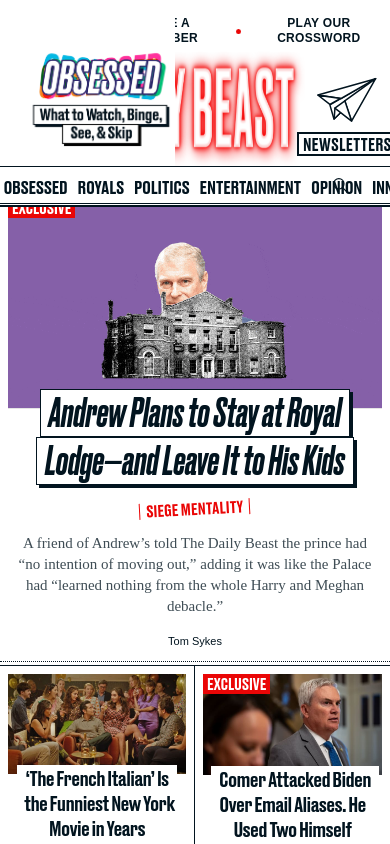 E A
PLAY OUR
BER
CROSSWORD
OBSESSED
What to Watch, Binge,
See, & Skip
Y BEAST
NEWSLETTERS
OBSESSED ROYALS POLITICS ENTERTAINMENT OPINION INN
EXCLUSIVE
Andrew Plans to Stay at Royal
Lodge—and Leave It to His Kids
SIEGE MENTALITY
A friend of Andrew’s told The Daily Beast the prince had
“no intention of moving out,” adding it was like the Palace
had “learned nothing from the whole Harry and Meghan
debacle.”
Tom Sykes
‘The French Italian’ Is
the Funniest New York
Movie in Years
EXCLUSIVE
Comer Attacked Biden
Over Email Aliases. He
Used Two Himself